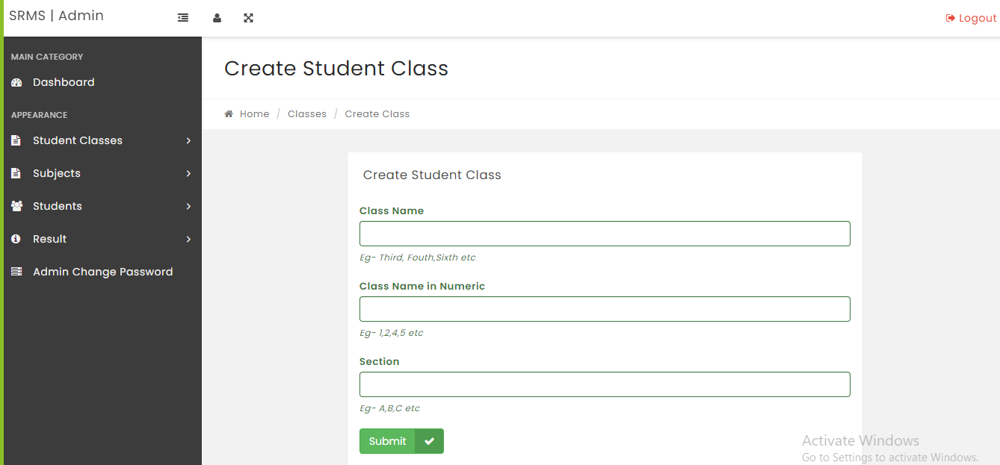 SRMS | Admin
Logout
MAIN CATEGORY
Dashboard
APPEARANCE
Student Classes
Subjects
Students
Result
Admin Change Password
Create Student Class
Home / Classes / Create Class
Create Student Class
Class Name
Eg- Third, Fouth,Sixth etc
Class Name in Numeric
Eg- 1,2,4,5 etc
Section
Eg- A,B,C etc
Submit
Activate Windows
Go to Settings to activate Windows.